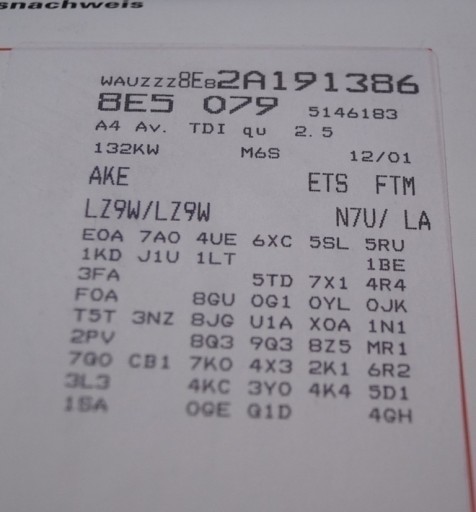 snachweis
WAUZZZ8E82A191386
8E5 079 5146183
A4 Av. TDI qu 2.5
132KW M6S 12/01
AKE ETS FTM
LZ9W/LZ9W N7U/ LA
E0A 7A0 4UE 6XC 5SL 5RU
1KD J1U 1LT 1BE
3FA 5TD 7X1 4R4
F0A 8GU 0G1 0YL 0JK
T5T 3NZ 8JG U1A X0A 1N1
2PV 8Q3 9Q3 8Z5 MR1
7G0 CB1 7K0 4X3 2K1 6R2
3L3 4KC 3Y0 4K4 5D1
1SA 0GE Q1D 4GH